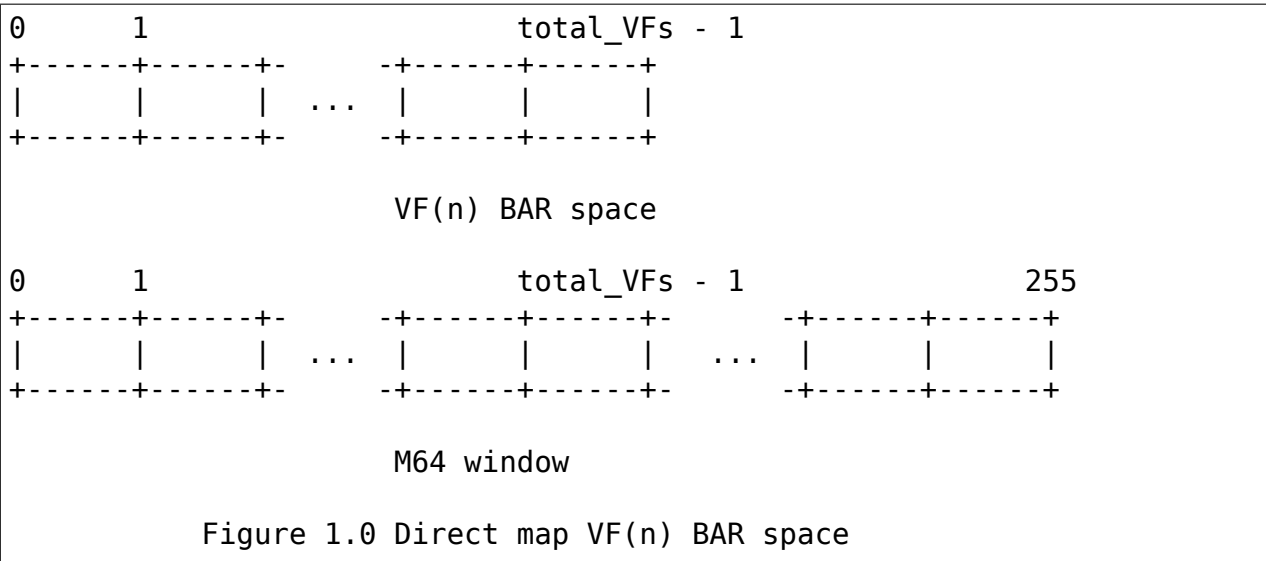 0      1                     total_VFs - 1
+------+------+-     -+------+------+
|      |      |  ...  |      |      |
+------+------+-     -+------+------+
VF(n) BAR space
0      1                     total_VFs - 1                255
+------+------+-     -+------+------+-      -+------+------+
|      |      |  ...  |      |      |   ...  |      |      |
+------+------+-     -+------+------+-      -+------+------+
M64 window
Figure 1.0 Direct map VF(n) BAR space